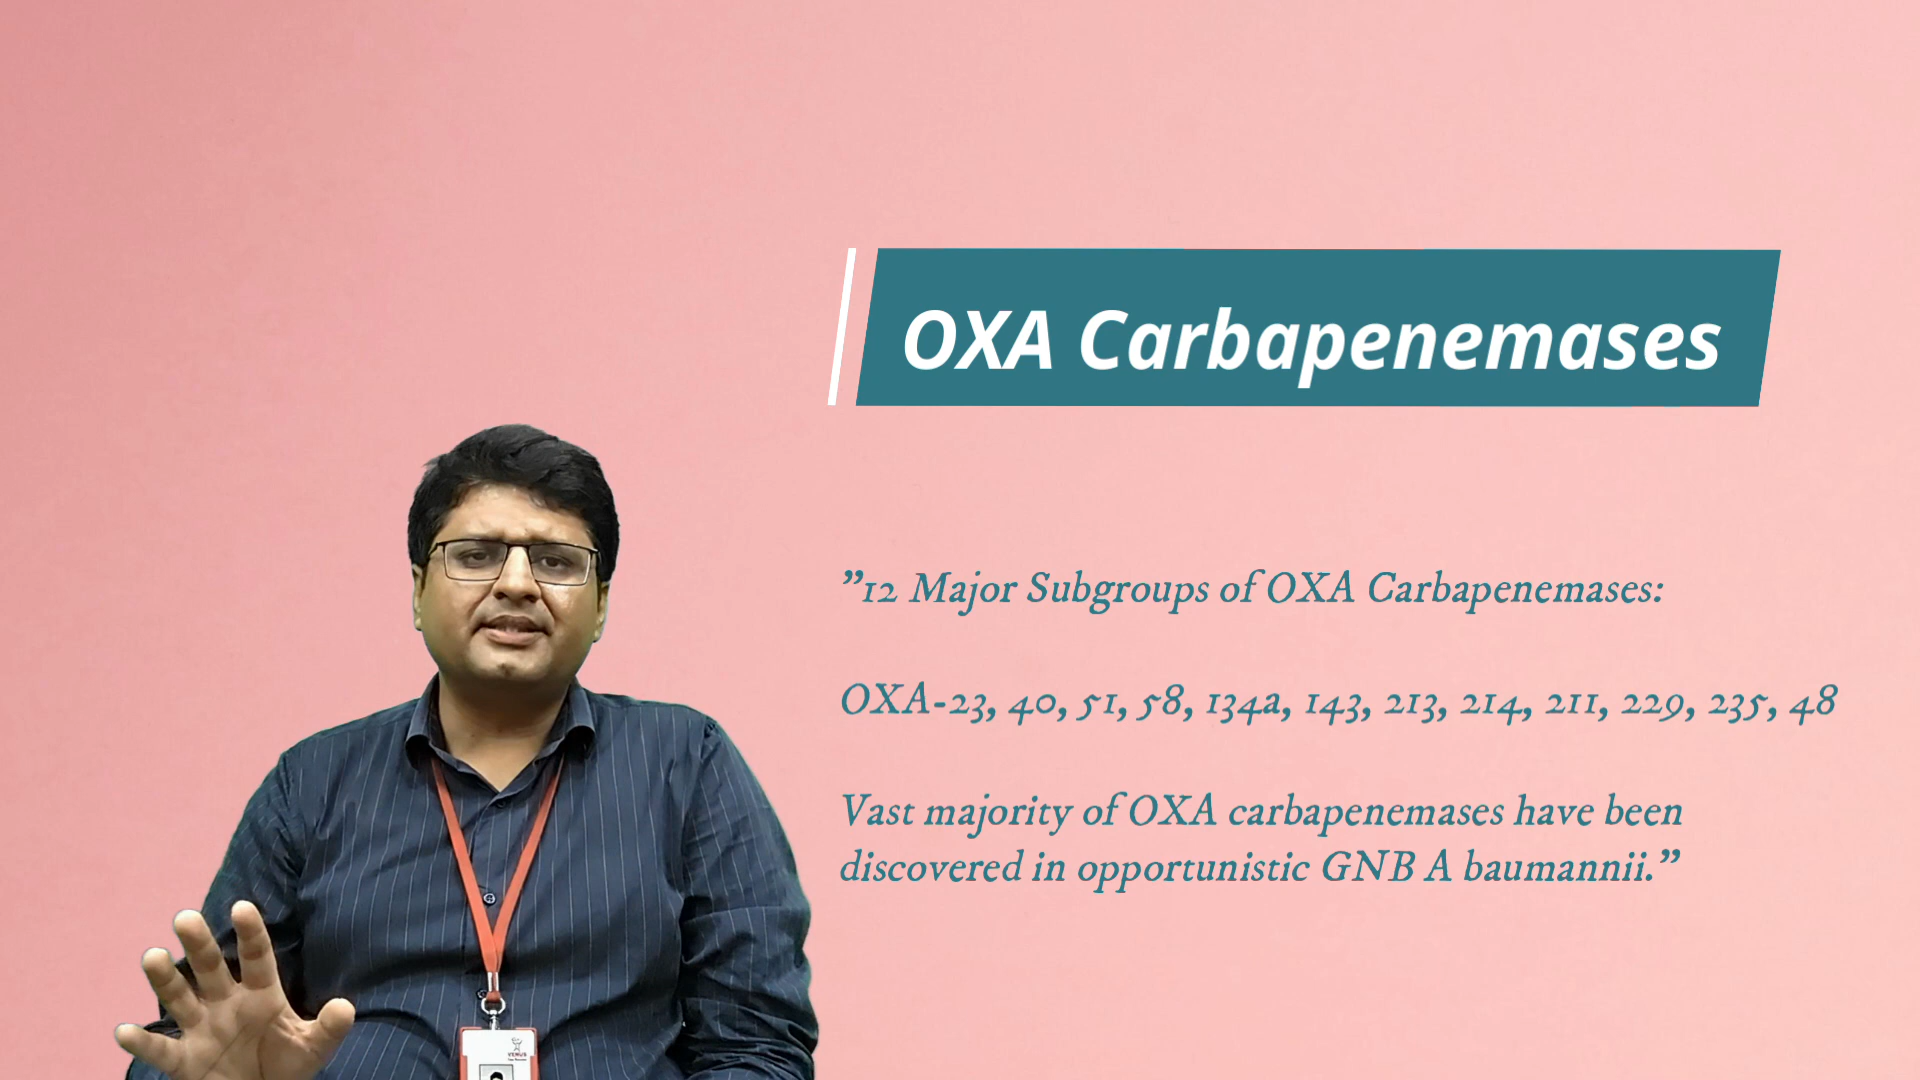 OXA Carbapenemases
”12 Major Subgroups of OXA Carbapenemases:
OXA-23, 40, 51, 58, 134a, 143, 213, 214, 211, 229, 235, 48
Vast majority of OXA carbapenemases have been
discovered in opportunistic GNB A baumannii.”
VENUS